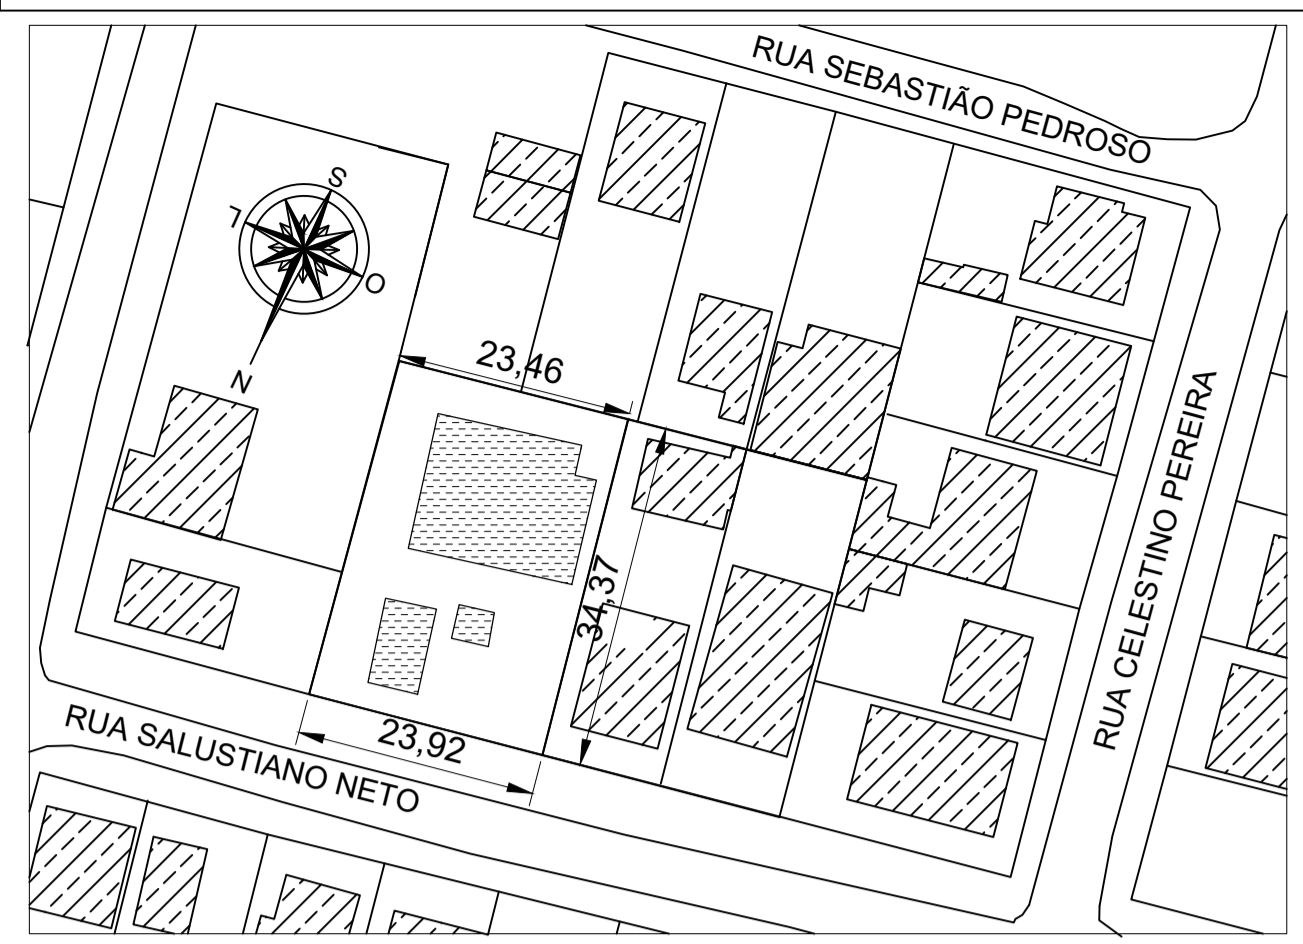 RUA SEBASTIÃO PEDROSO
S
L
O
N
23,46
34,37
RUA CELESTINO PEREIRA
23,92
RUA SALUSTIANO NETO